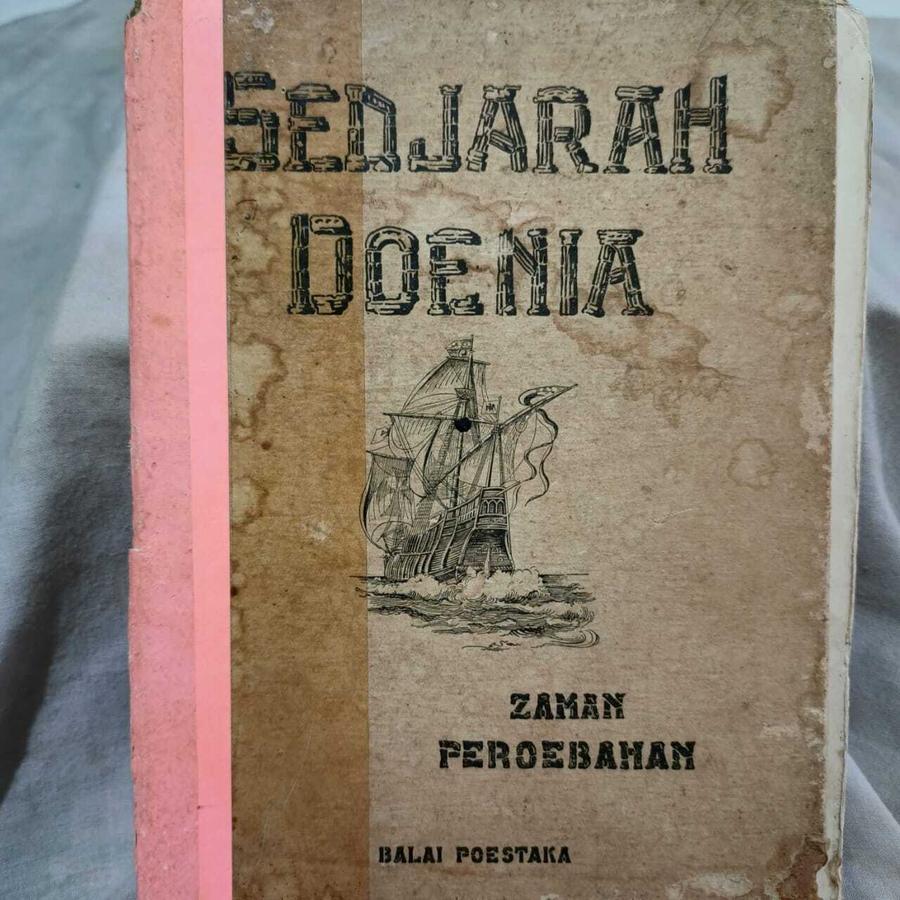 SEDJARAH
DOENIA
ZAMAN
PEROEBAHAN
BALAI POESTAKA